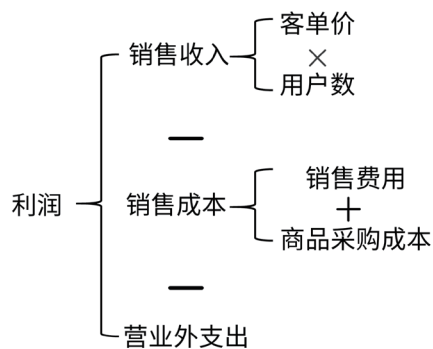 客单价
销售收入
×
用户数
—
销售费用
利润
销售成本
+
商品采购成本
—
营业外支出